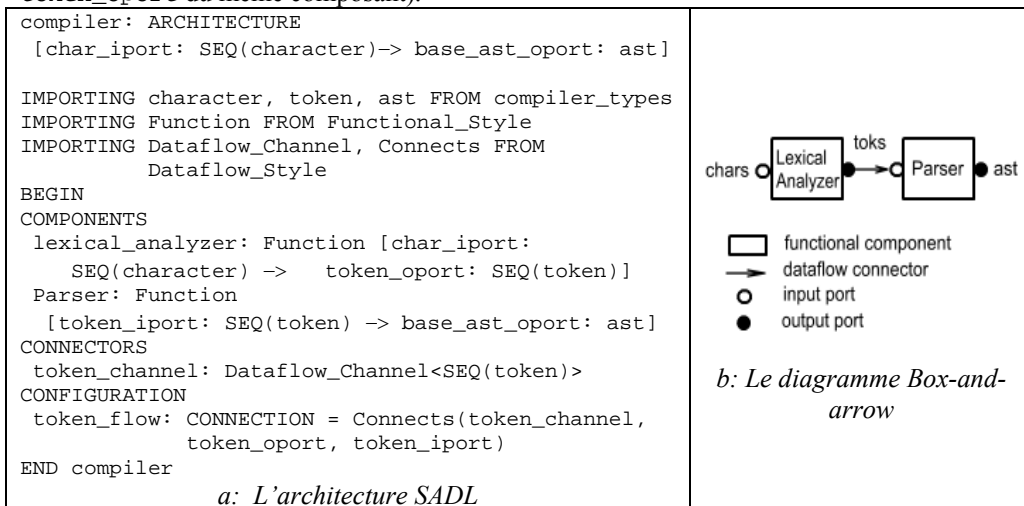 compiler: ARCHITECTURE
[char_iport: SEQ(character)−> base_ast_oport: ast]
IMPORTING character, token, ast FROM compiler_types
IMPORTING Function FROM Functional_Style
IMPORTING Dataflow_Channel, Connects FROM
Dataflow_Style
BEGIN
COMPONENTS
lexical_analyzer: Function [char_iport:
SEQ(character) −> token_oport: SEQ(token)]
Parser: Function
[token_iport: SEQ(token) −> base_ast_oport: ast]
CONNECTORS
token_channel: Dataflow_Channel<SEQ(token)>
CONFIGURATION
token_flow: CONNECTION = Connects(token_channel,
token_oport, token_iport)
END compiler
a: L'architecture SADL
chars
Lexical
Analyzer
toks
Parser
ast
functional component
dataflow connector
input port
output port
b: Le diagramme Box-and-
arrow